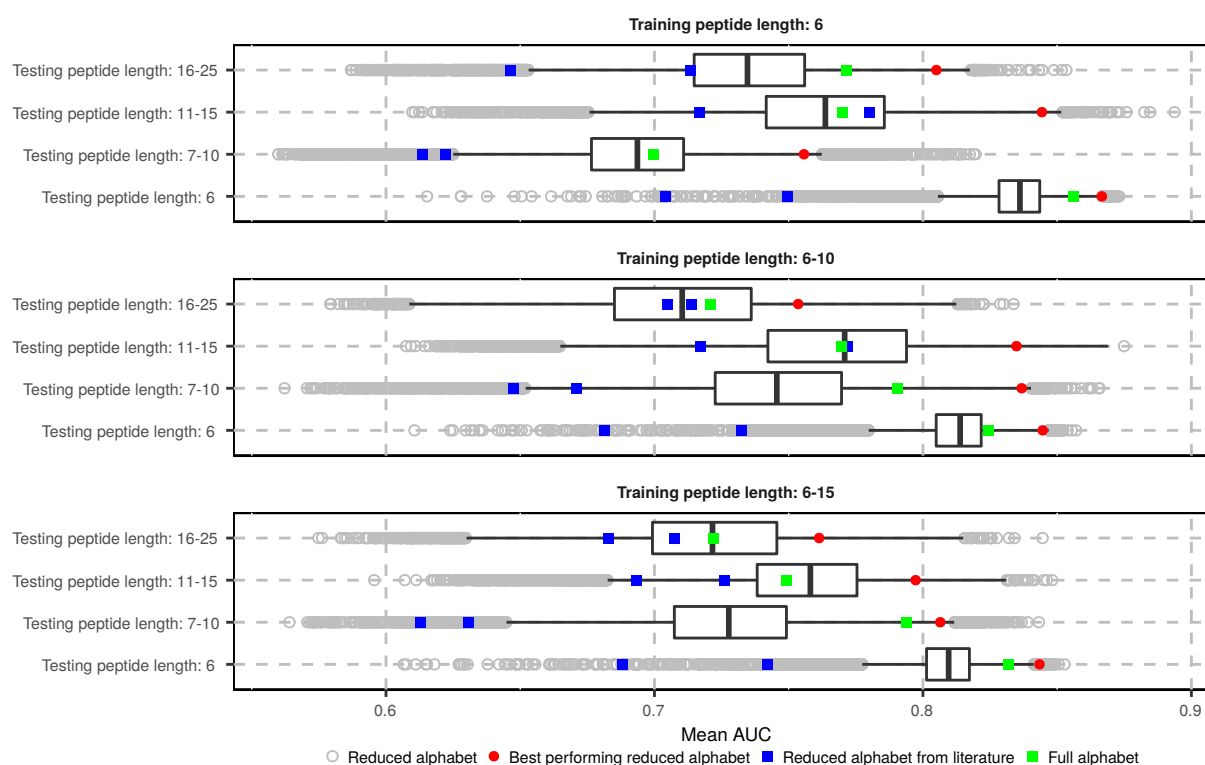 Training peptide length: 6
Testing peptide length: 16-25
Testing peptide length: 11-15
Testing peptide length: 7-10
Testing peptide length: 6
Training peptide length: 6-10
Testing peptide length: 16-25
Testing peptide length: 11-15
Testing peptide length: 7-10
Testing peptide length: 6
Training peptide length: 6-15
Testing peptide length: 16-25
Testing peptide length: 11-15
Testing peptide length: 7-10
Testing peptide length: 6
0.6 0.7 0.8 0.9
Mean AUC
Reduced alphabet Best performing reduced alphabet Reduced alphabet from literature Full alphabet